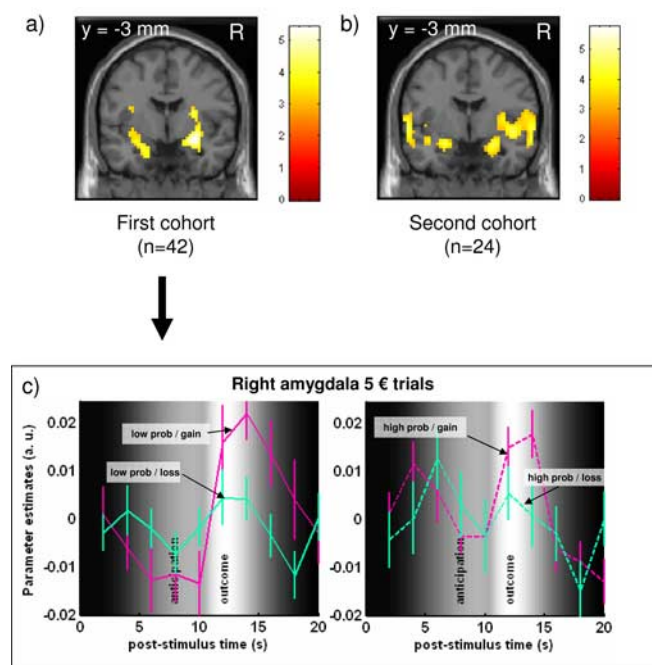 a)
y = -3 mm
R
5
4
3
2
1
0
First cohort
(n=42)
b)
y = -3 mm
R
5
4
3
2
1
0
Second cohort
(n=24)
c)
Right amygdala 5 € trials
Parameter estimates (a. u.)
0.02
0.01
0
-0.01
-0.02
low prob / gain
low prob / loss
anticipation
outcome
0
5
10
15
20
post-stimulus time (s)
0.02
0.01
0
-0.01
-0.02
high prob / gain
high prob / loss
anticipation
outcome
0
5
10
15
20
post-stimulus time (s)